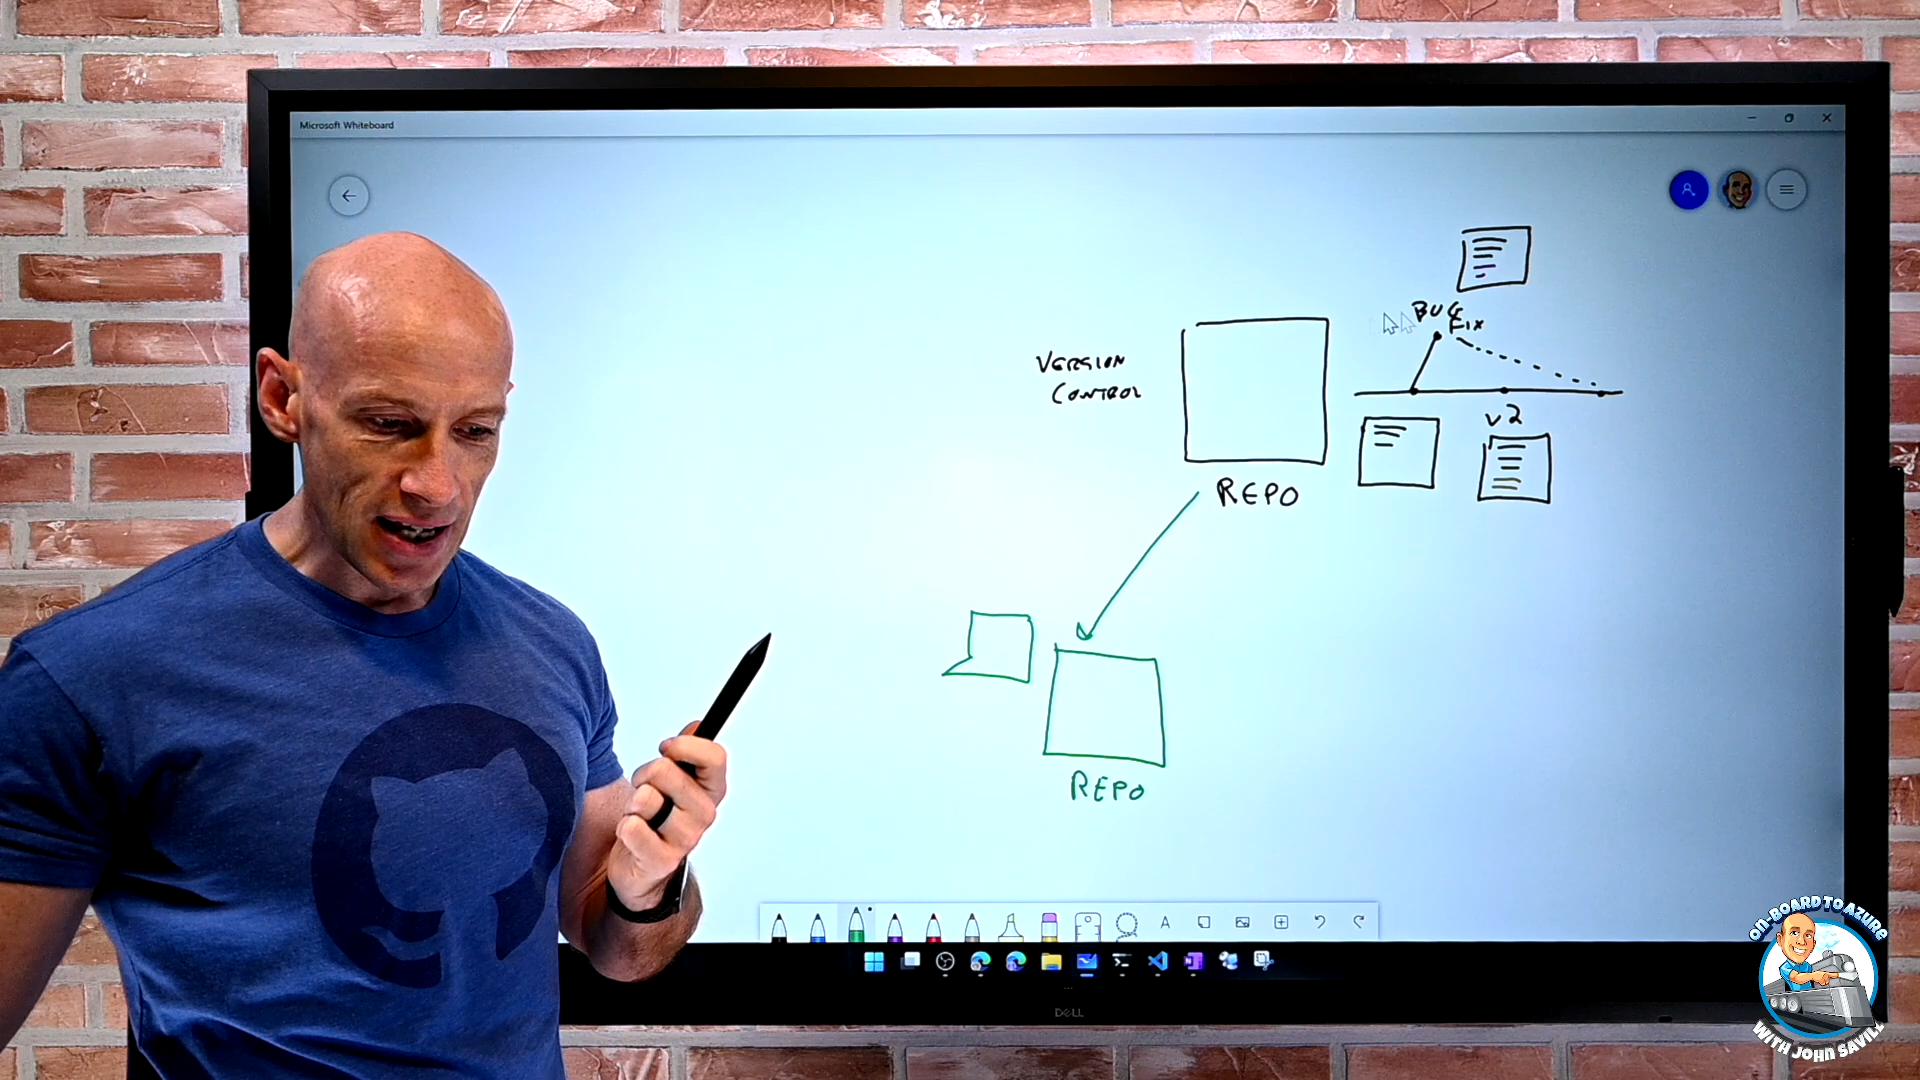 Microsoft Whiteboard
BUG
FIX
VERSION
CONTROL
v2
REPO
REPO
DELL
ON-BOARD TO AZURE
WITH JOHN SAVILL